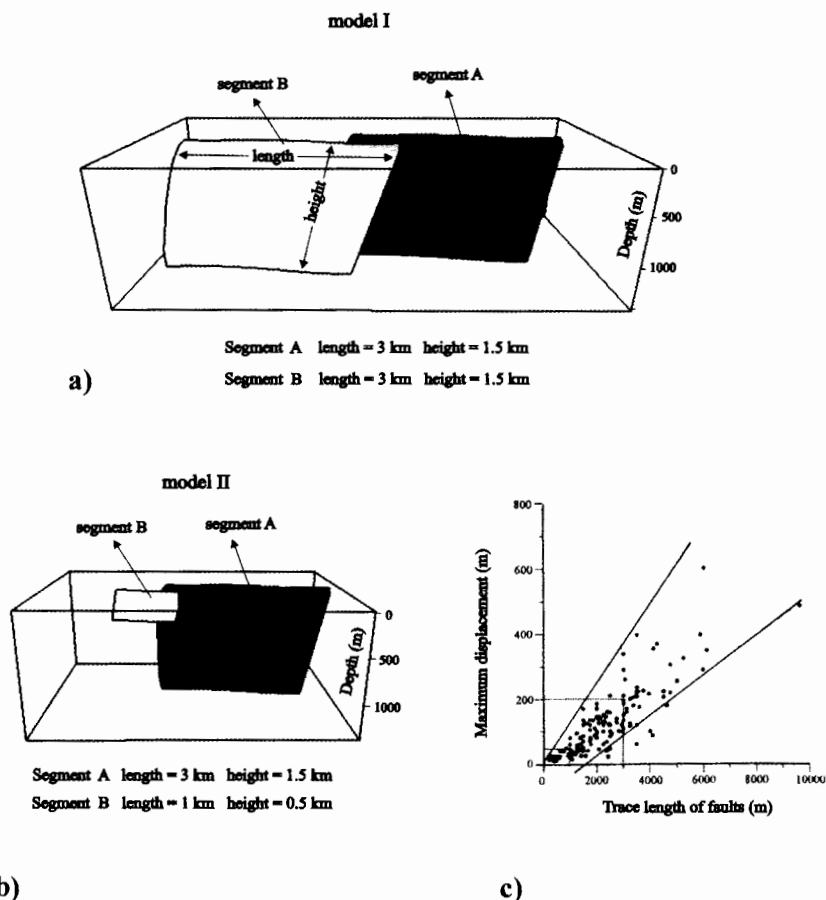 model I
segment B
segment A
length
height
0
500
1000
Depth (m)
Segment A length = 3 km height = 1.5 km
Segment B length = 3 km height = 1.5 km
a)
model II
segment B
segment A
0
500
1000
Depth (m)
Segment A length = 3 km height = 1.5 km
Segment B length = 1 km height = 0.5 km
b)
800
600
400
200
0
Maximum displacement (m)
0
2000
4000
6000
8000
10000
Trace length of faults (m)
c)